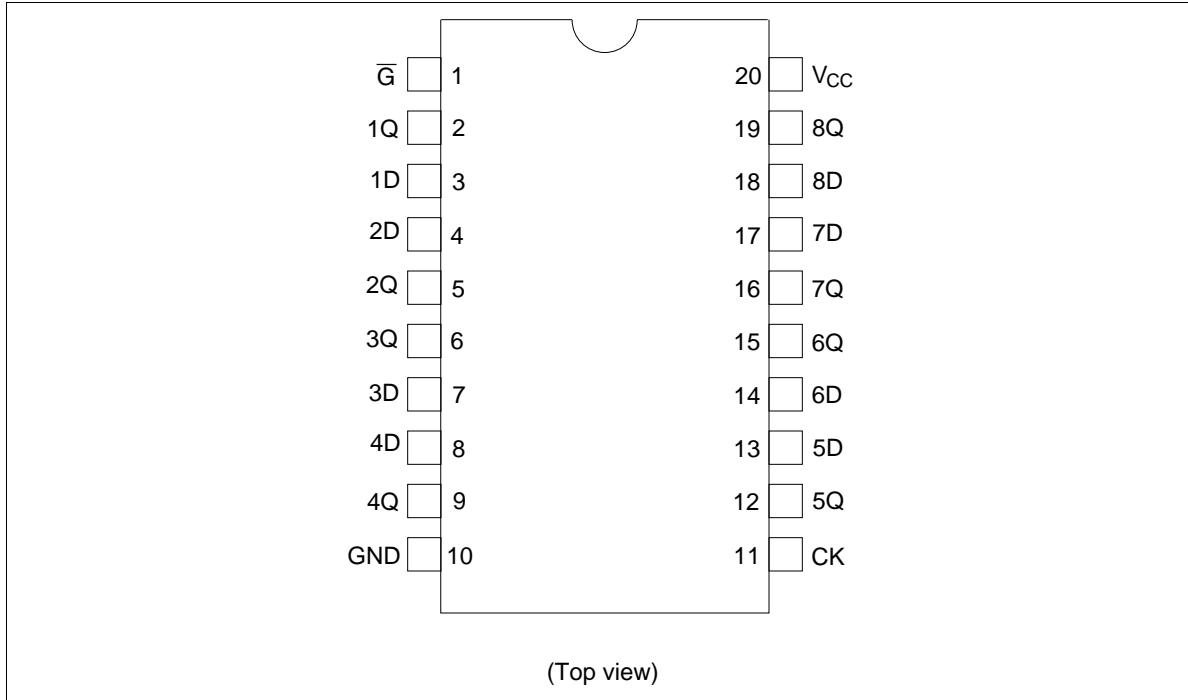 G̅ 1 20 VCC
1Q 2 19 8Q
1D 3 18 8D
2D 4 17 7D
2Q 5 16 7Q
3Q 6 15 6Q
3D 7 14 6D
4D 8 13 5D
4Q 9 12 5Q
GND 10 11 CK
(Top view)